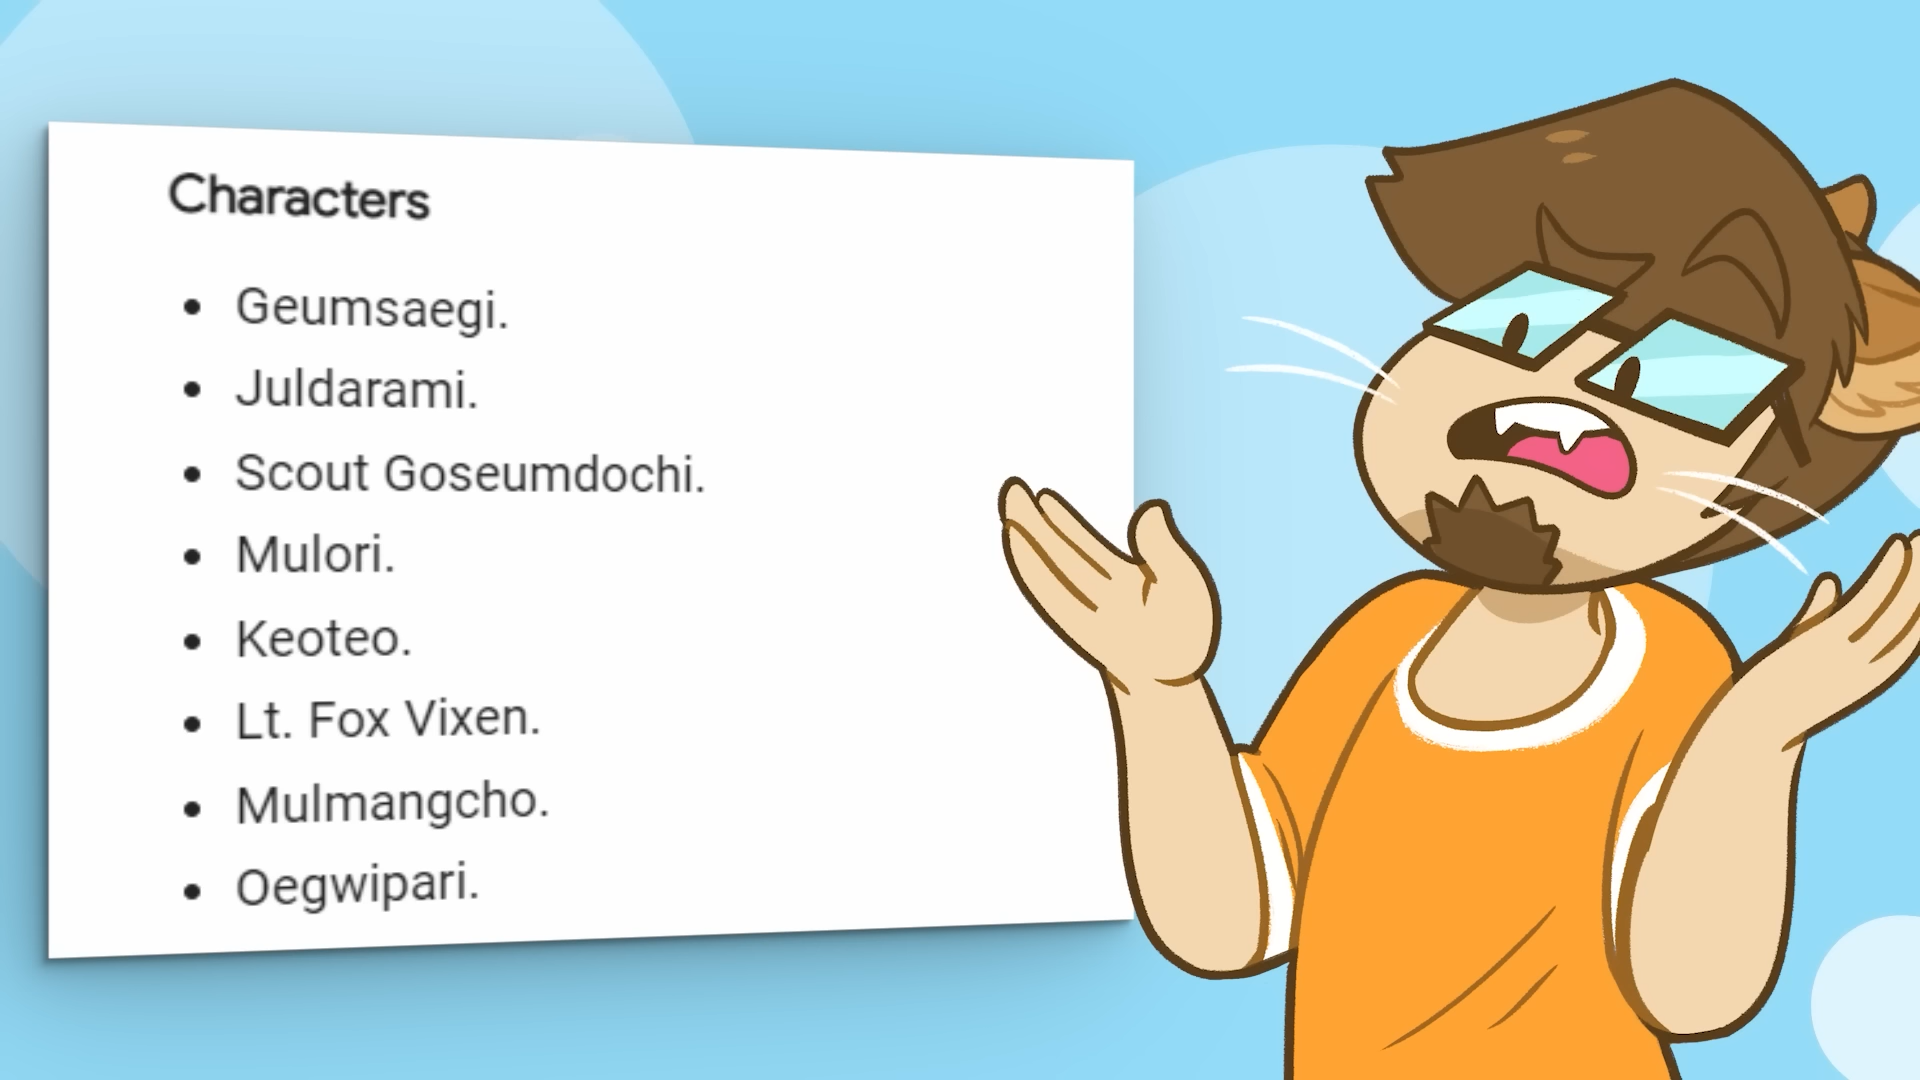 Characters
• Geumsaegi.
• Juldarami.
• Scout Goseumdochi.
• Mulori.
• Keoteo.
• Lt. Fox Vixen.
• Mulmangcho.
• Oegwipari.